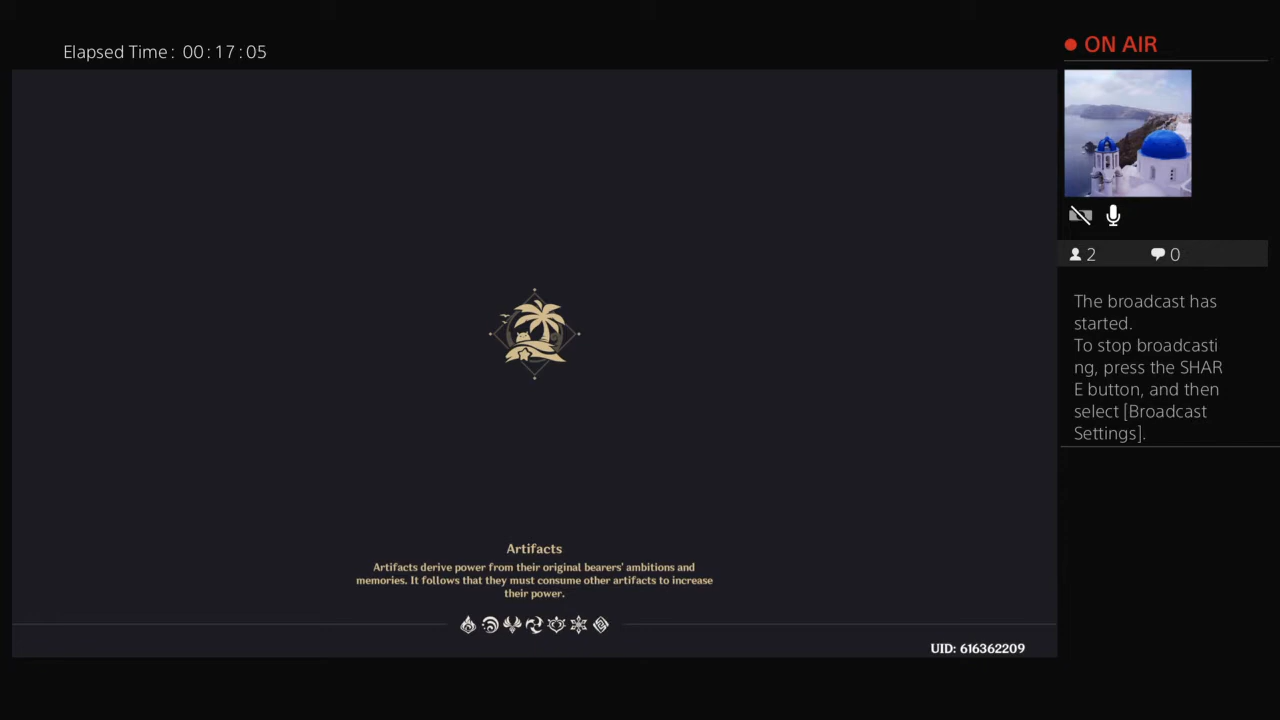 Elapsed Time: 00:17:05
ON AIR
2
0
The broadcast has
started.
To stop broadcasti
ng, press the SHAR
E button, and then
select [Broadcast
Settings].
Artifacts
Artifacts derive power from their original bearers' ambitions and
memories. It follows that they must consume other artifacts to increase
their power.
UID: 616362209